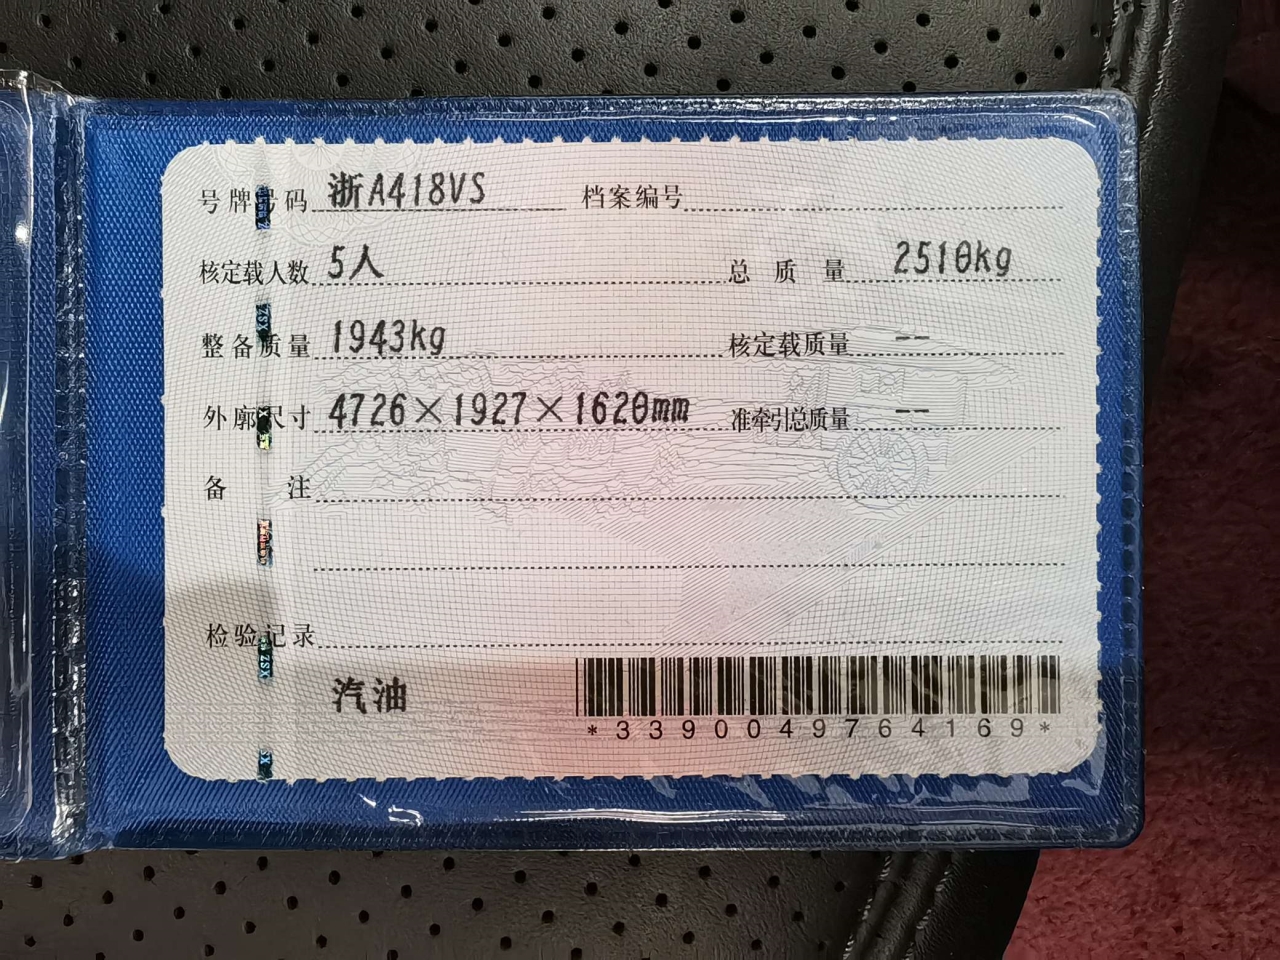 号牌号码 浙A418VS 档案编号
核定载人数 5人 总质量 2510kg
整备质量 1943kg 核定载质量 --
外廓尺寸 4726×1927×1620mm 准牵引总质量 --
备注
检验记录
汽油
*3390049764169*